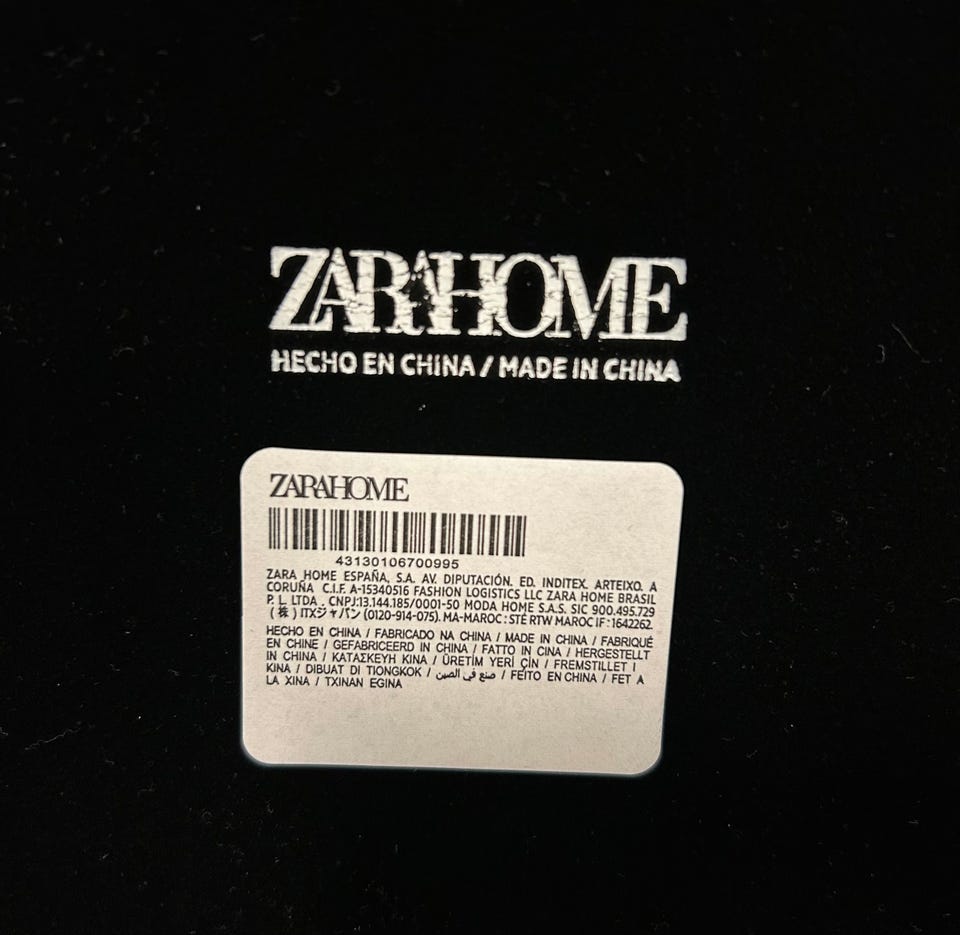 ZARAHOME
HECHO EN CHINA / MADE IN CHINA
ZARAHOME
43130106700995
ZARA HOME ESPAÑA, S.A. AV. DIPUTACIÓN. ED. INDITEX. ARTEIXO. A
CORUÑA C.I.F. A-15340516 FASHION LOGISTICS LLC ZARA HOME BRASIL
P. L. LTDA . CNPJ:13.144.185/0001-50 MODA HOME S.A.S. SIC 900.495.729
(株) ITXジャパン (0120-914-075). MA-MAROC : STÉ RTW MAROC IF : 1642262.
HECHO EN CHINA / FABRICADO NA CHINA / MADE IN CHINA / FABRIQUÉ
EN CHINE / GEFABRICEERD IN CHINA / FATTO IN CINA / HERGESTELLT
IN CHINA / ΚΑΤΑΣΚΕΥΗ ΚΙΝΑ / ÜRETİM YERİ ÇİN / FREMSTILLET I
KINA / DIBUAT DI TIONGKOK / صنع في الصين / FEITO EN CHINA / FET A
LA XINA / TXINAN EGINA